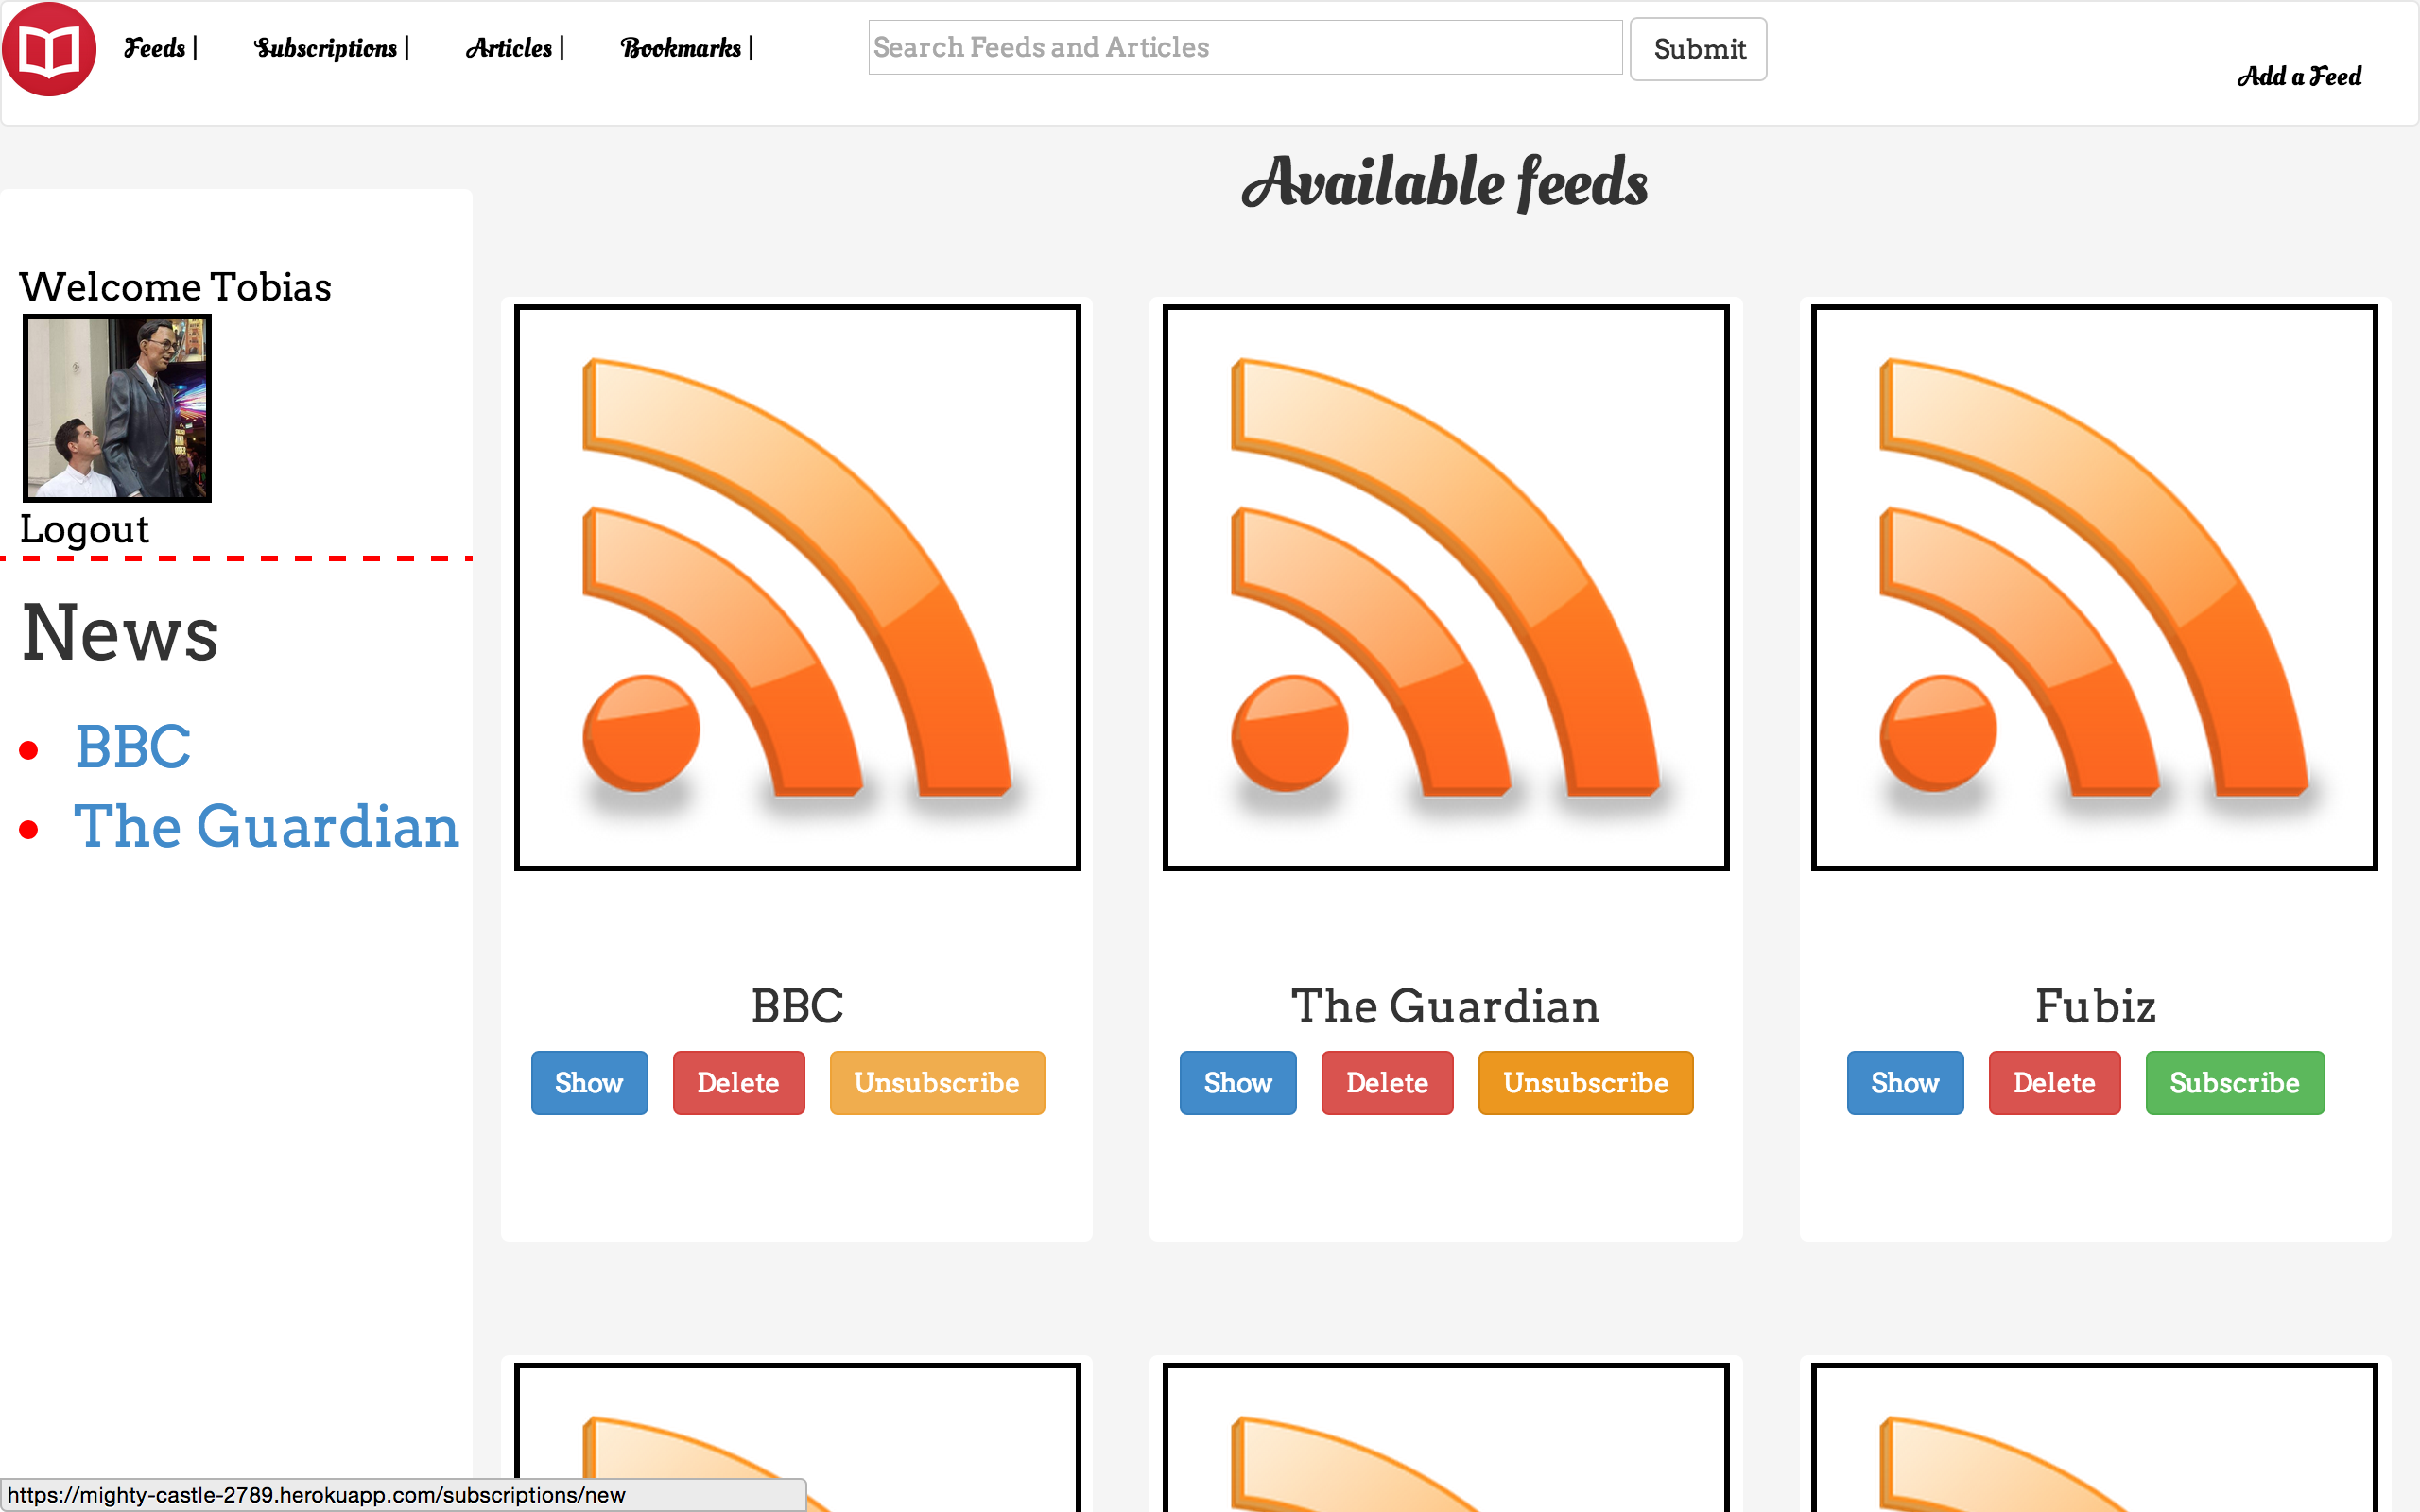 Feeds |
Subscriptions |
Articles |
Bookmarks |
Search Feeds and Articles
Submit
Add a Feed
Available feeds
Welcome Tobias
Logout
News
BBC
The Guardian
BBC
Show
Delete
Unsubscribe
The Guardian
Show
Delete
Unsubscribe
Fubiz
Show
Delete
Subscribe
https://mighty-castle-2789.herokuapp.com/subscriptions/new